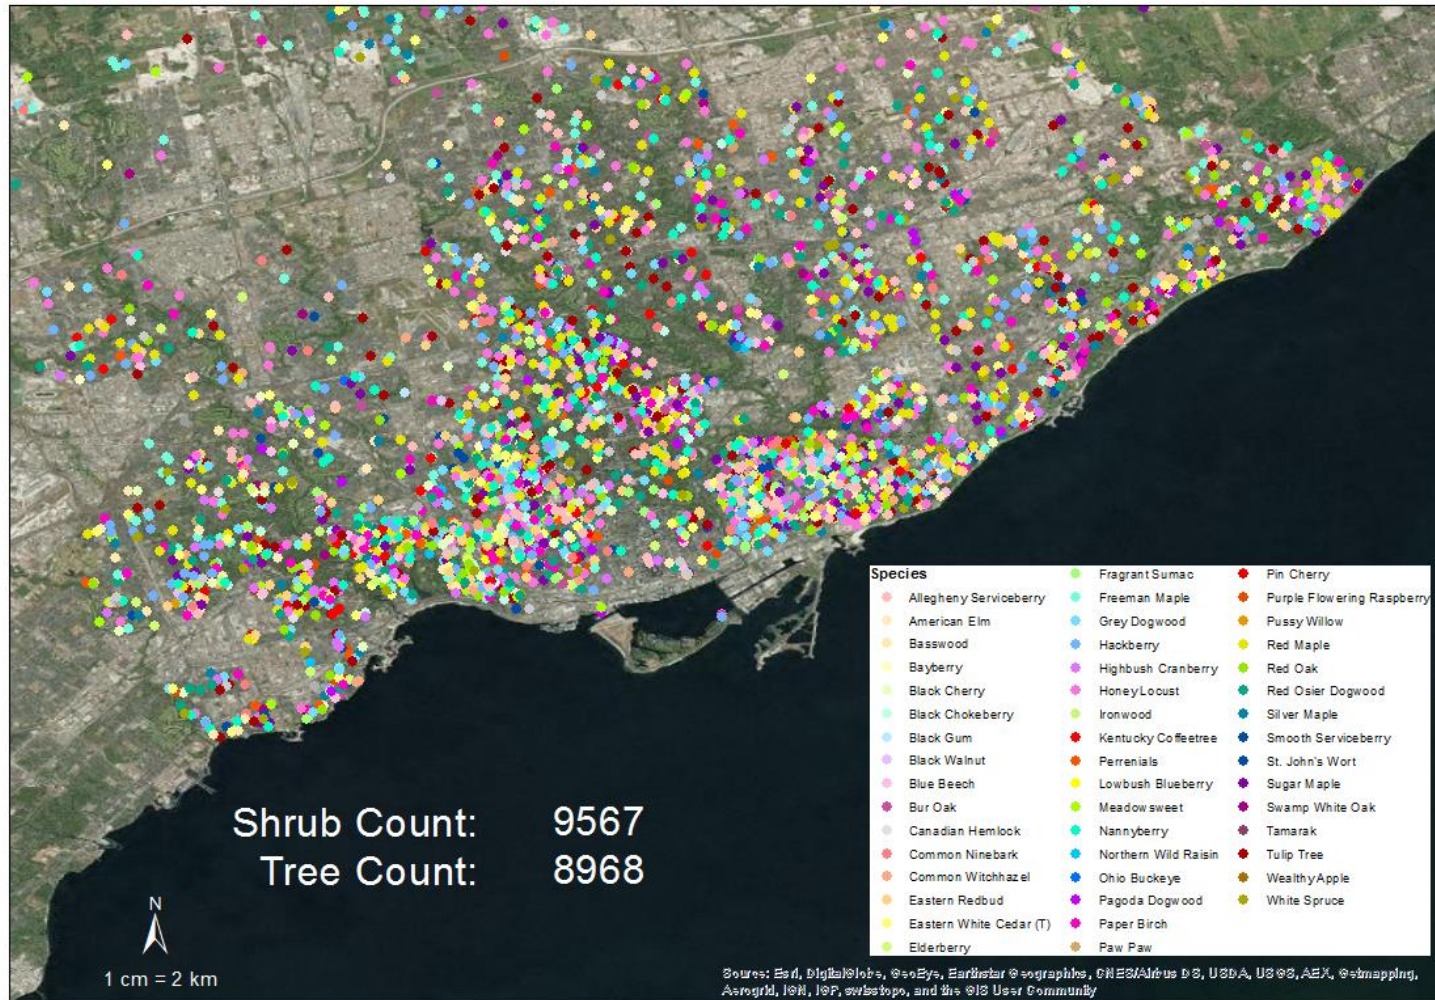 Species
Allegheny Serviceberry
American Elm
Basswood
Bayberry
Black Cherry
Black Chokeberry
Black Gum
Black Walnut
Blue Beech
Bur Oak
Canadian Hemlock
Common Ninebark
Common Witchhazel
Eastern Redbud
Eastern White Cedar (T)
Elderberry
Fragrant Sumac
Freeman Maple
Grey Dogwood
Hackberry
Highbush Cranberry
Honey Locust
Ironwood
Kentucky Coffeetree
Perrenials
Lowbush Blueberry
Meadowsweet
Nannyberry
Northern Wild Raisin
Ohio Buckeye
Pagoda Dogwood
Paper Birch
Paw Paw
Pin Cherry
Purple Flowering Raspberry
Pussy Willow
Red Maple
Red Oak
Red Osier Dogwood
Silver Maple
Smooth Serviceberry
St. John's Wort
Sugar Maple
Swamp White Oak
Tamarak
Tulip Tree
Wealthy Apple
White Spruce
Shrub Count: 9567
Tree Count: 8968
N
1 cm = 2 km
Source: Esri, DigitalGlobe, GeoEye, Earthstar Geographics, CNES/Airbus DS, USDA, USGS, AEX, Getmapping,
Aerogrid, IGN, IGP, swisstopo, and the GIS User Community